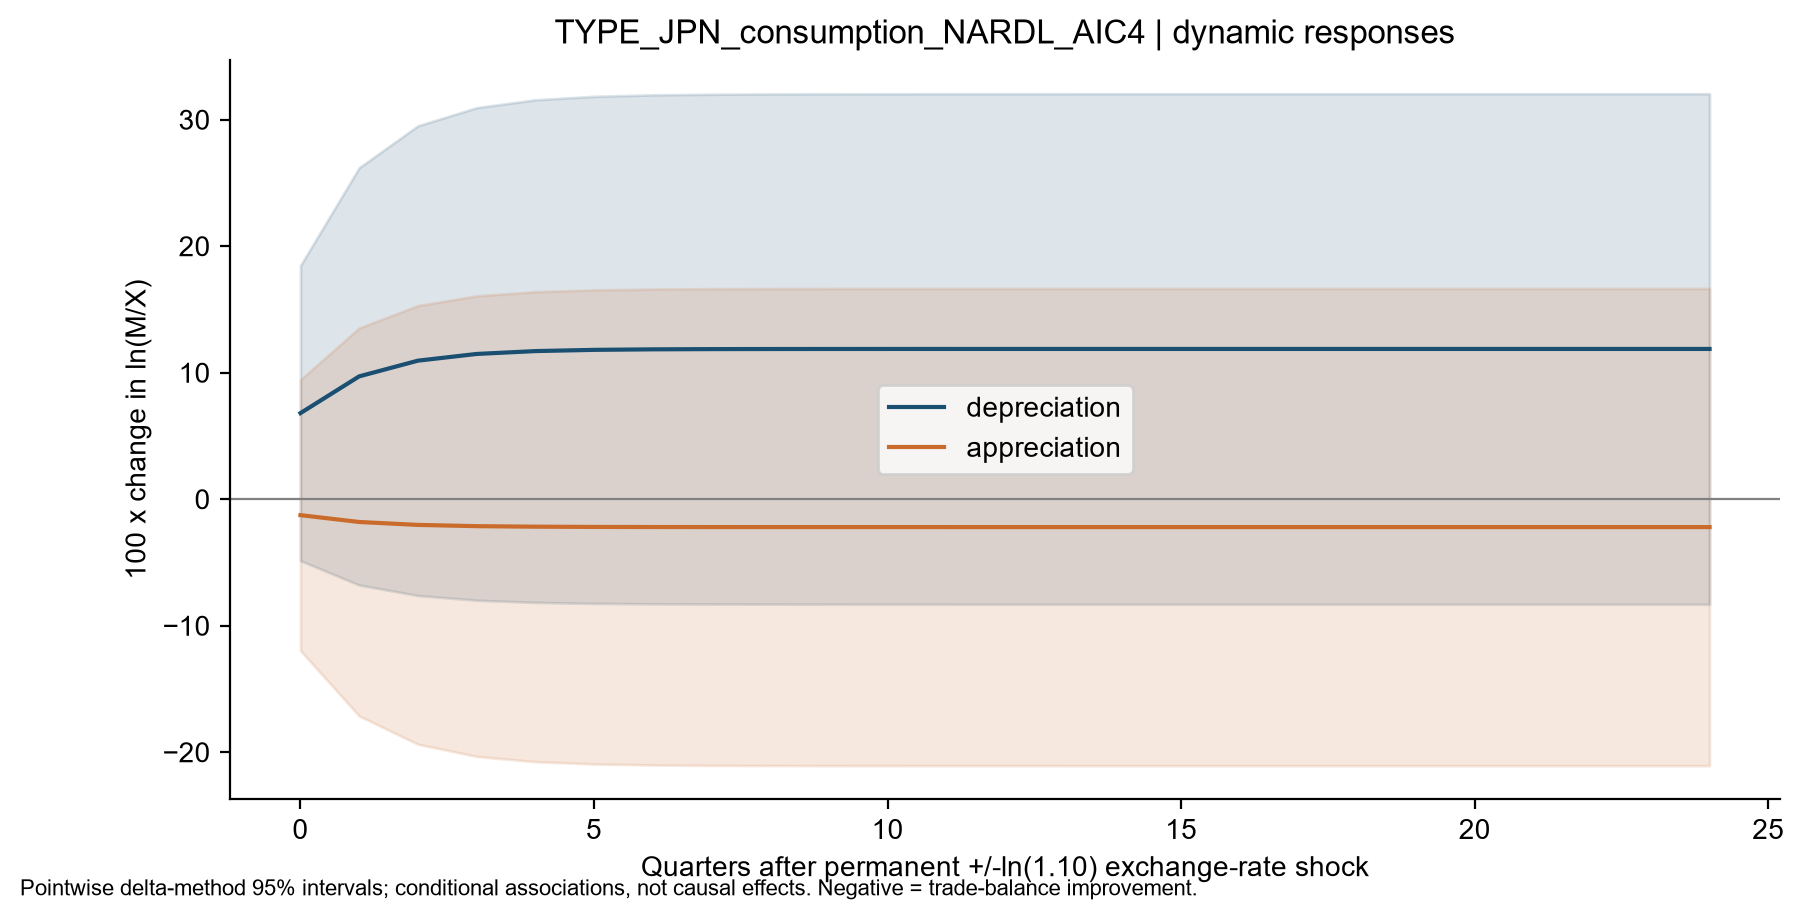 TYPE_JPN_consumption_NARDL_AIC4 | dynamic responses
100 x change in ln(M/X)
30
20
10
0
−10
−20
depreciation
appreciation
0 5 10 15 20 25
Quarters after permanent +/-ln(1.10) exchange-rate shock
Pointwise delta-method 95% intervals; conditional associations, not causal effects. Negative = trade-balance improvement.